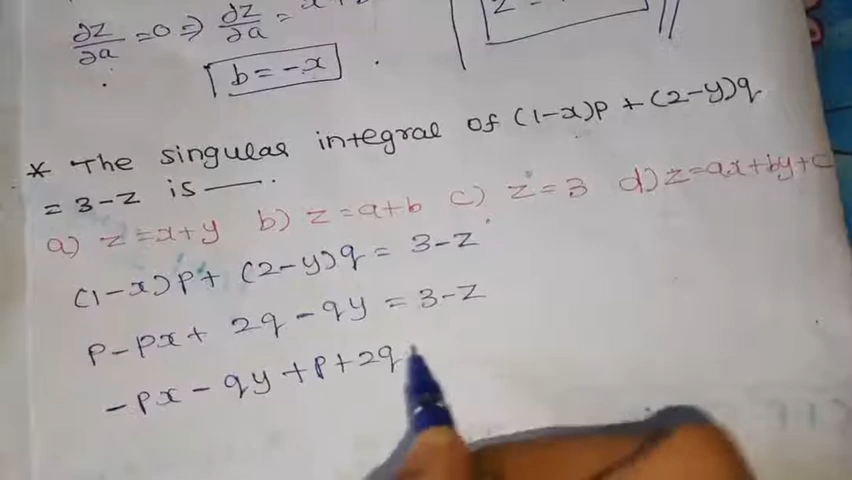 ∂z/∂a = 0 ⇒ ∂z/∂a =
b = -x
* The singular integral of (1-x)p + (2-y)q
= 3-z is ——.
a) z = x+y b) z = a+b c) z = 3 d) z = ax+by+c
(1-x)p + (2-y)q = 3-z
p - px + 2q - qy = 3-z
-px - qy + p + 2q